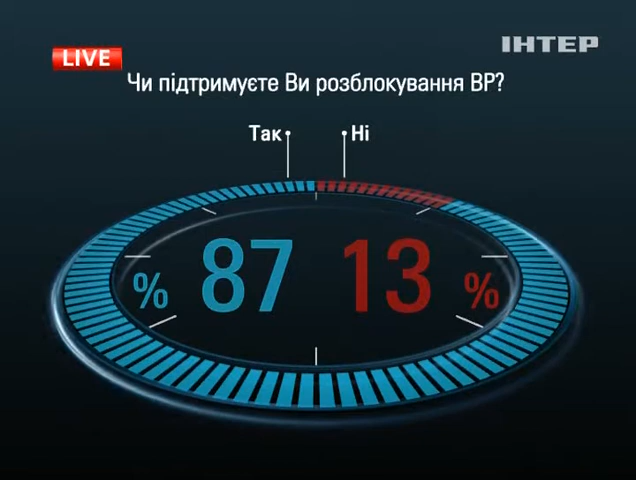 ІНТЕР
LIVE
Чи підтримуєте Ви розблокування ВР?
Так Ні
% 87 13 %